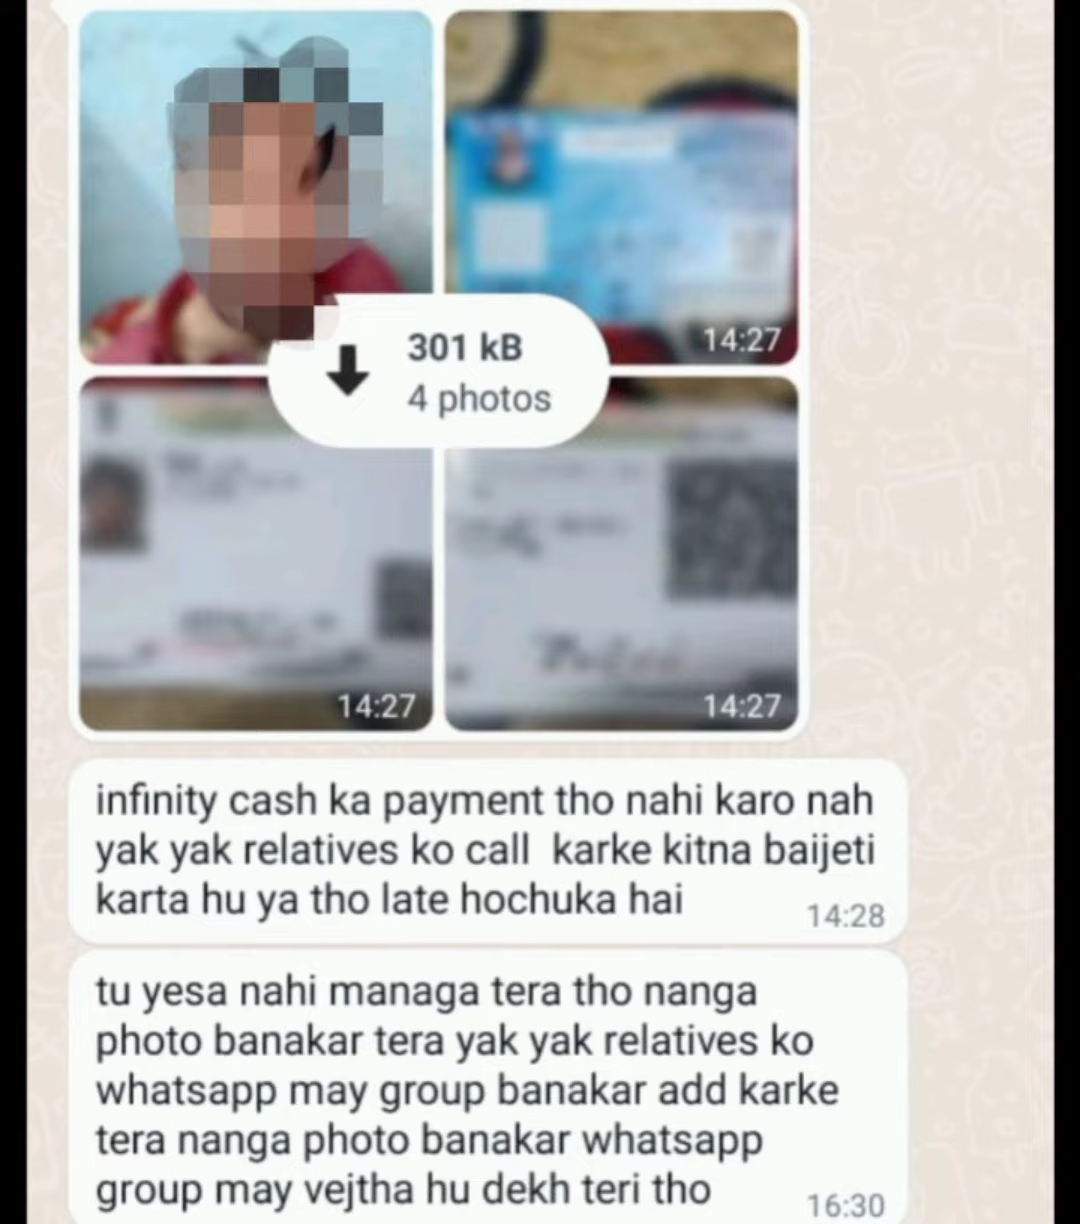 14:27
301 kB
4 photos
14:27
14:27
infinity cash ka payment tho nahi karo nah
yak yak relatives ko call karke kitna baijeti
karta hu ya tho late hochuka hai
14:28
tu yesa nahi managa tera tho nanga
photo banakar tera yak yak relatives ko
whatsapp may group banakar add karke
tera nanga photo banakar whatsapp
group may vejtha hu dekh teri tho
16:30